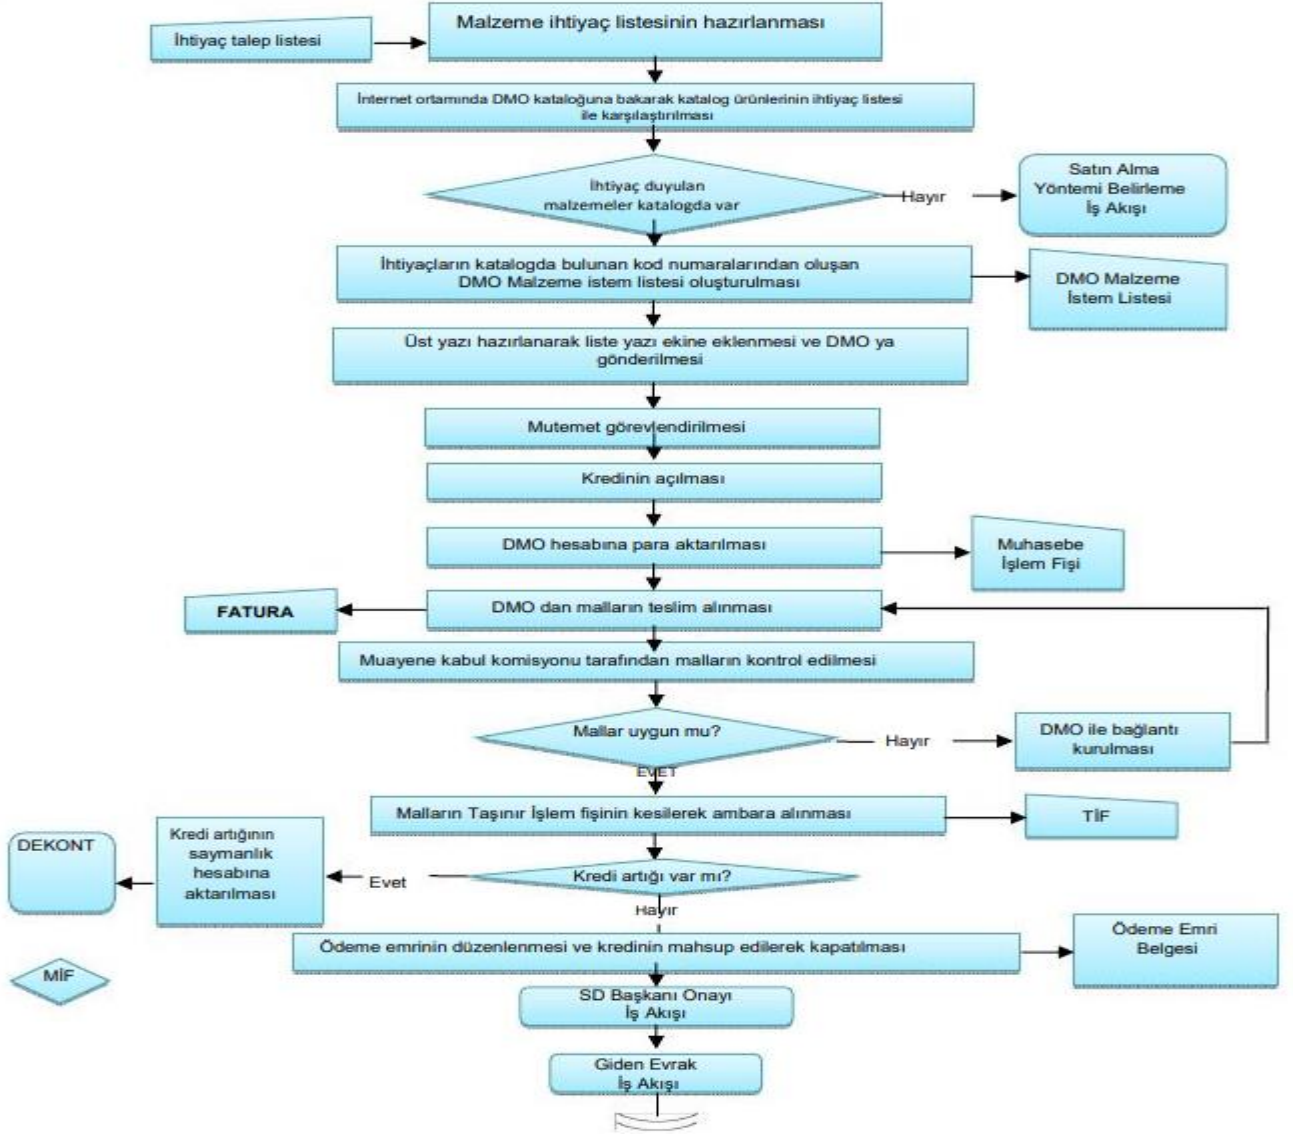 Malzeme ihtiyaç listesinin hazırlanması
İhtiyaç talep listesi
İnternet ortamında DMO kataloğuna bakarak katalog ürünlerinin ihtiyaç listesi
ile karşılaştırılması
İhtiyaç duyulan
malzemeler katalogda var
Hayır
Satın Alma
Yöntemi Belirleme
İş Akışı
İhtiyaçların katalogda bulunan kod numaralarından oluşan
DMO Malzeme istem listesi oluşturulması
DMO Malzeme
İstem Listesi
Üst yazı hazırlanarak liste yazı ekine eklenmesi ve DMO ya
gönderilmesi
Mutemet görevlendirilmesi
Kredinin açılması
DMO hesabına para aktarılması
Muhasebe
İşlem Fişi
FATURA
DMO dan malların teslim alınması
Muayene kabul komisyonu tarafından malların kontrol edilmesi
Mallar uygun mu?
Hayır
DMO ile bağlantı
kurulması
EVET
Malların Taşınır İşlem fişinin kesilerek ambara alınması
TİF
DEKONT
Kredi artığının
saymanlık
hesabına
aktarılması
Evet
Kredi artığı var mı?
Hayır
Ödeme emrinin düzenlenmesi ve kredinin mahsup edilerek kapatılması
Ödeme Emri
Belgesi
MİF
SD Başkanı Onayı
İş Akışı
Giden Evrak
İş Akışı